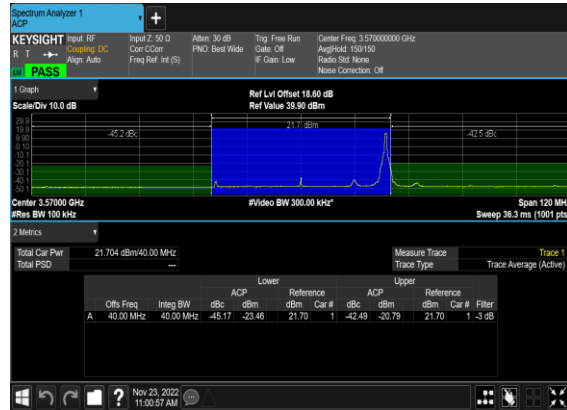 Spectrum Analyzer 1
ACP
+
KEYSIGHT Input: RF Input Z: 50 Ω Atten: 30 dB Trig: Free Run Center Freq: 3.570000000 GHz
R T Coupling: DC Corr CCorr PNO: Best Wide Gate: Off Avg|Hold: 150/150
Align: Auto Freq Ref: Int (S) IF Gain: Low Radio Std: None
LW PASS Noise Correction: Off
1 Graph Ref Lvl Offset 18.60 dB
Scale/Div 10.0 dB Ref Value 39.90 dBm
29.9
19.9 21.7 dBm
9.90 -45.2 dBc -42.5 dBc
-0.10
-10.1
-20.1
-30.1
-40.1
-50.1
Center 3.57000 GHz #Video BW 300.00 kHz* Span 120 MH
#Res BW 100 kHz Sweep 36.3 ms (1001 pts
2 Metrics
Total Car Pwr 21.704 dBm/40.00 MHz Measure Trace Trace 1
Total PSD --- Trace Type Trace Average (Active)
Lower Upper
ACP Reference ACP Reference
Offs Freq Integ BW dBc dBm dBm Car # dBc dBm dBm Car # Filter
A 40.00 MHz 40.00 MHz -45.17 -23.46 21.70 1 -42.49 -20.79 21.70 1 -3 dB
? Nov 23, 2022
11:00:57 AM